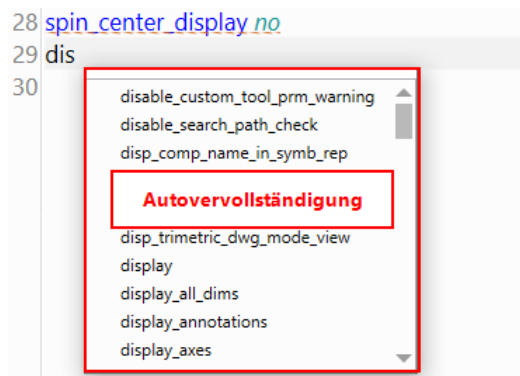 28 spin_center_display no
29 dis
30
disable_custom_tool_prm_warning
disable_search_path_check
disp_comp_name_in_symb_rep
Autovervollständigung
disp_trimetric_dwg_mode_view
display
display_all_dims
display_annotations
display_axes